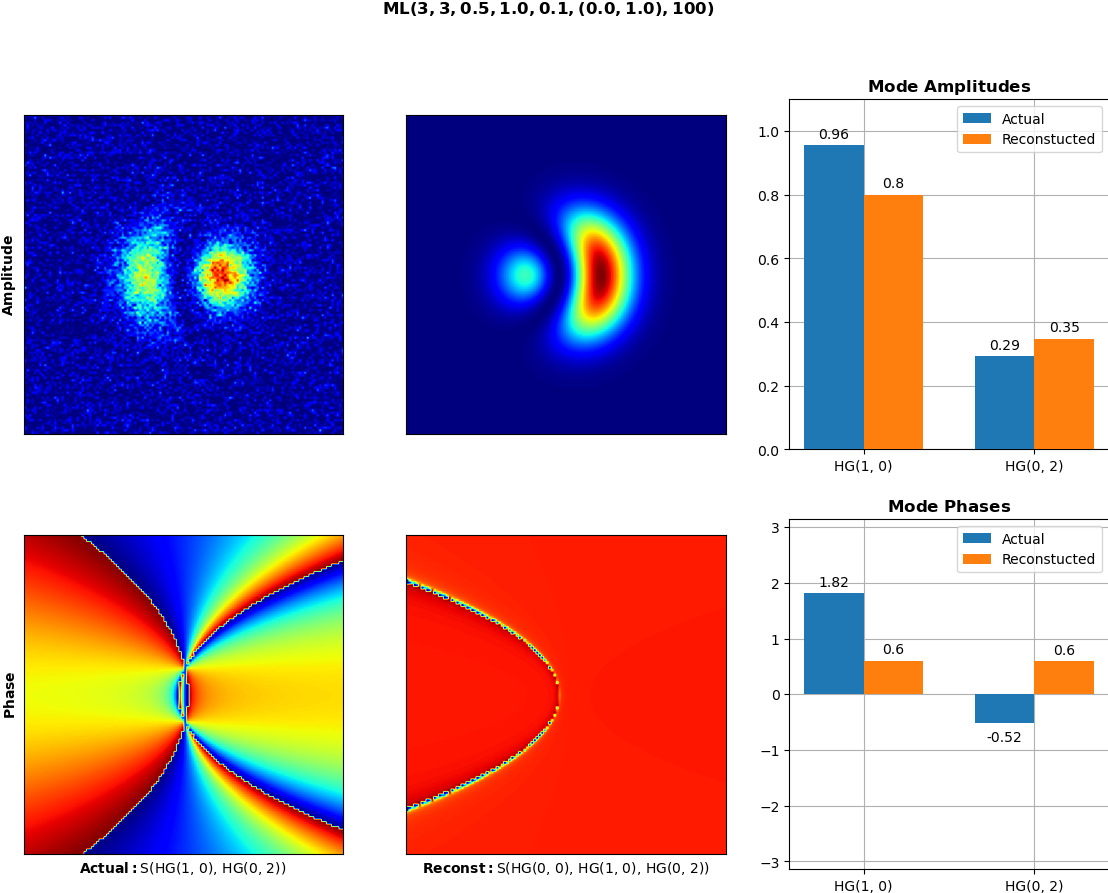 ML(3, 3, 0.5, 1.0, 0.1, (0.0, 1.0), 100)
Amplitude
Mode Amplitudes
Actual
Reconstucted
1.0
0.8
0.6
0.4
0.2
0.0
0.96
0.8
0.29
0.35
HG(1, 0)
HG(0, 2)
Phase
Actual: S(HG(1, 0), HG(0, 2))
Reconst: S(HG(0, 0), HG(1, 0), HG(0, 2))
Mode Phases
Actual
Reconstucted
3
2
1
0
−1
−2
−3
1.82
0.6
-0.52
0.6
HG(1, 0)
HG(0, 2)